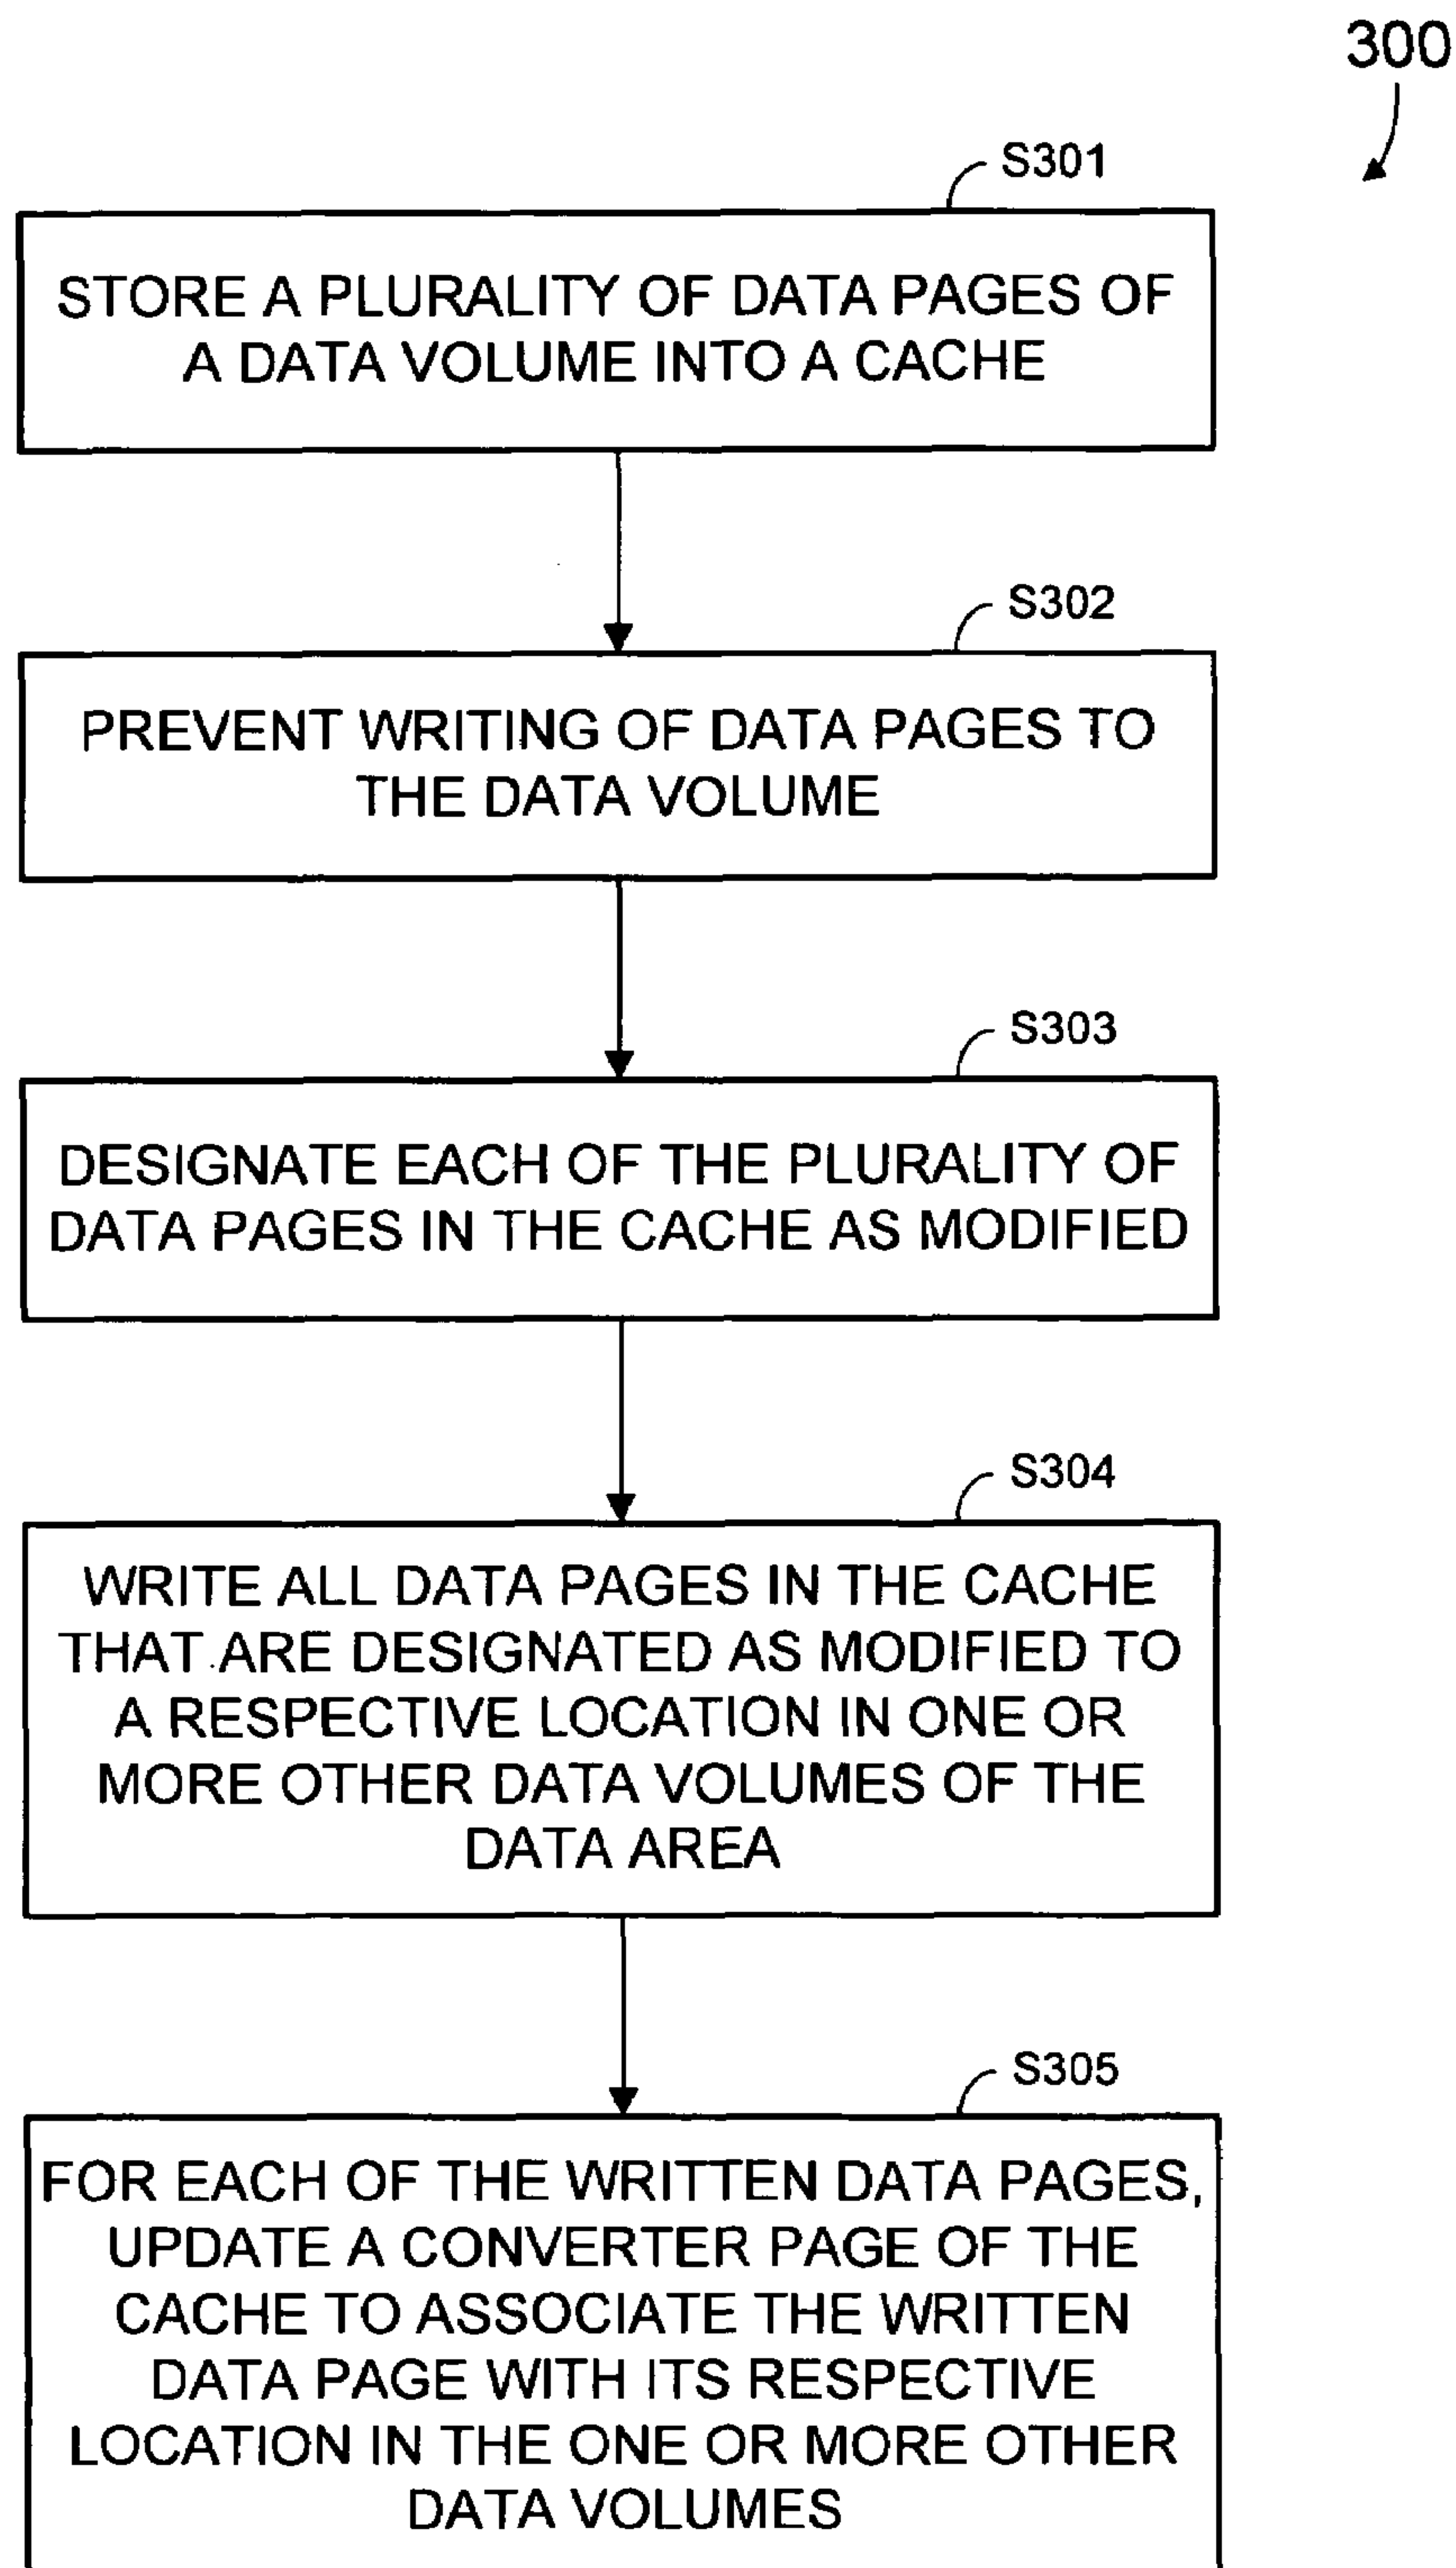 300
S301
STORE A PLURALITY OF DATA PAGES OF
A DATA VOLUME INTO A CACHE
S302
PREVENT WRITING OF DATA PAGES TO
THE DATA VOLUME
S303
DESIGNATE EACH OF THE PLURALITY OF
DATA PAGES IN THE CACHE AS MODIFIED
S304
WRITE ALL DATA PAGES IN THE CACHE
THAT ARE DESIGNATED AS MODIFIED TO
A RESPECTIVE LOCATION IN ONE OR
MORE OTHER DATA VOLUMES OF THE
DATA AREA
S305
FOR EACH OF THE WRITTEN DATA PAGES,
UPDATE A CONVERTER PAGE OF THE
CACHE TO ASSOCIATE THE WRITTEN
DATA PAGE WITH ITS RESPECTIVE
LOCATION IN THE ONE OR MORE OTHER
DATA VOLUMES